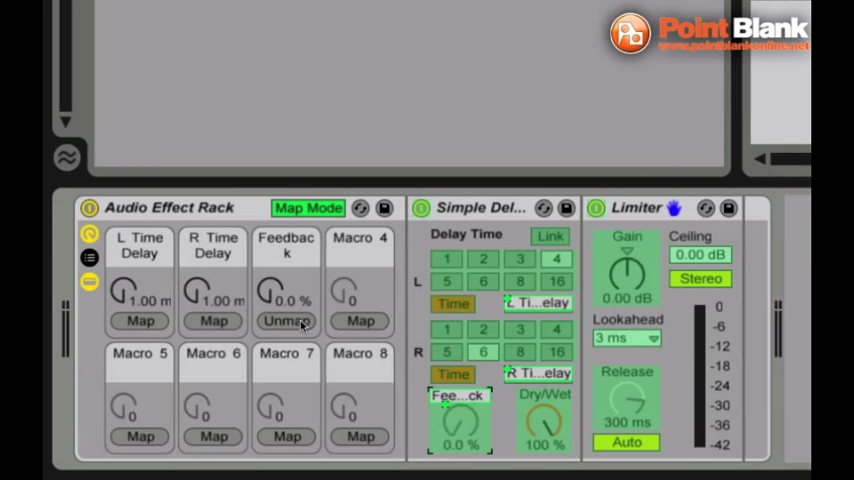 Point Blank
www.pointblankonline.net
Audio Effect Rack
Map Mode
L Time Delay
R Time Delay
Feedbac k
Macro 4
1.00 m
1.00 m
0.0 %
0
Map
Map
Unmap
Map
Macro 5
Macro 6
Macro 7
Macro 8
0
0
0
0
Map
Map
Map
Map
Simple Del...
Delay Time
Link
1 2 3 4
L
5 6 8 16
Time
L Ti...elay
1 2 3 4
R
5 6 8 16
Time
R Ti...elay
Fee...ck
Dry/Wet
0.0 %
100 %
Limiter
Gain
Ceiling
0.00 dB
Stereo
0.00 dB
Lookahead
3 ms
Release
300 ms
Auto
0
-6
-12
-18
-24
-30
-36
-42